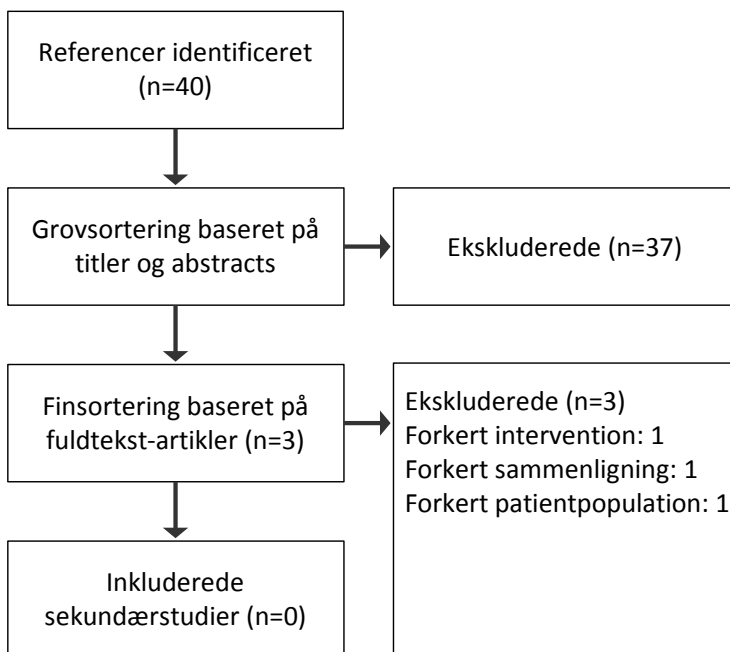 Referencer identificeret
(n=40)
Grovsortering baseret på
titler og abstracts
Ekskluderede (n=37)
Finsortering baseret på
fuldtekst-artikler (n=3)
Ekskluderede (n=3)
Forkert intervention: 1
Forkert sammenligning: 1
Forkert patientpopulation: 1
Inkluderede
sekundærstudier (n=0)